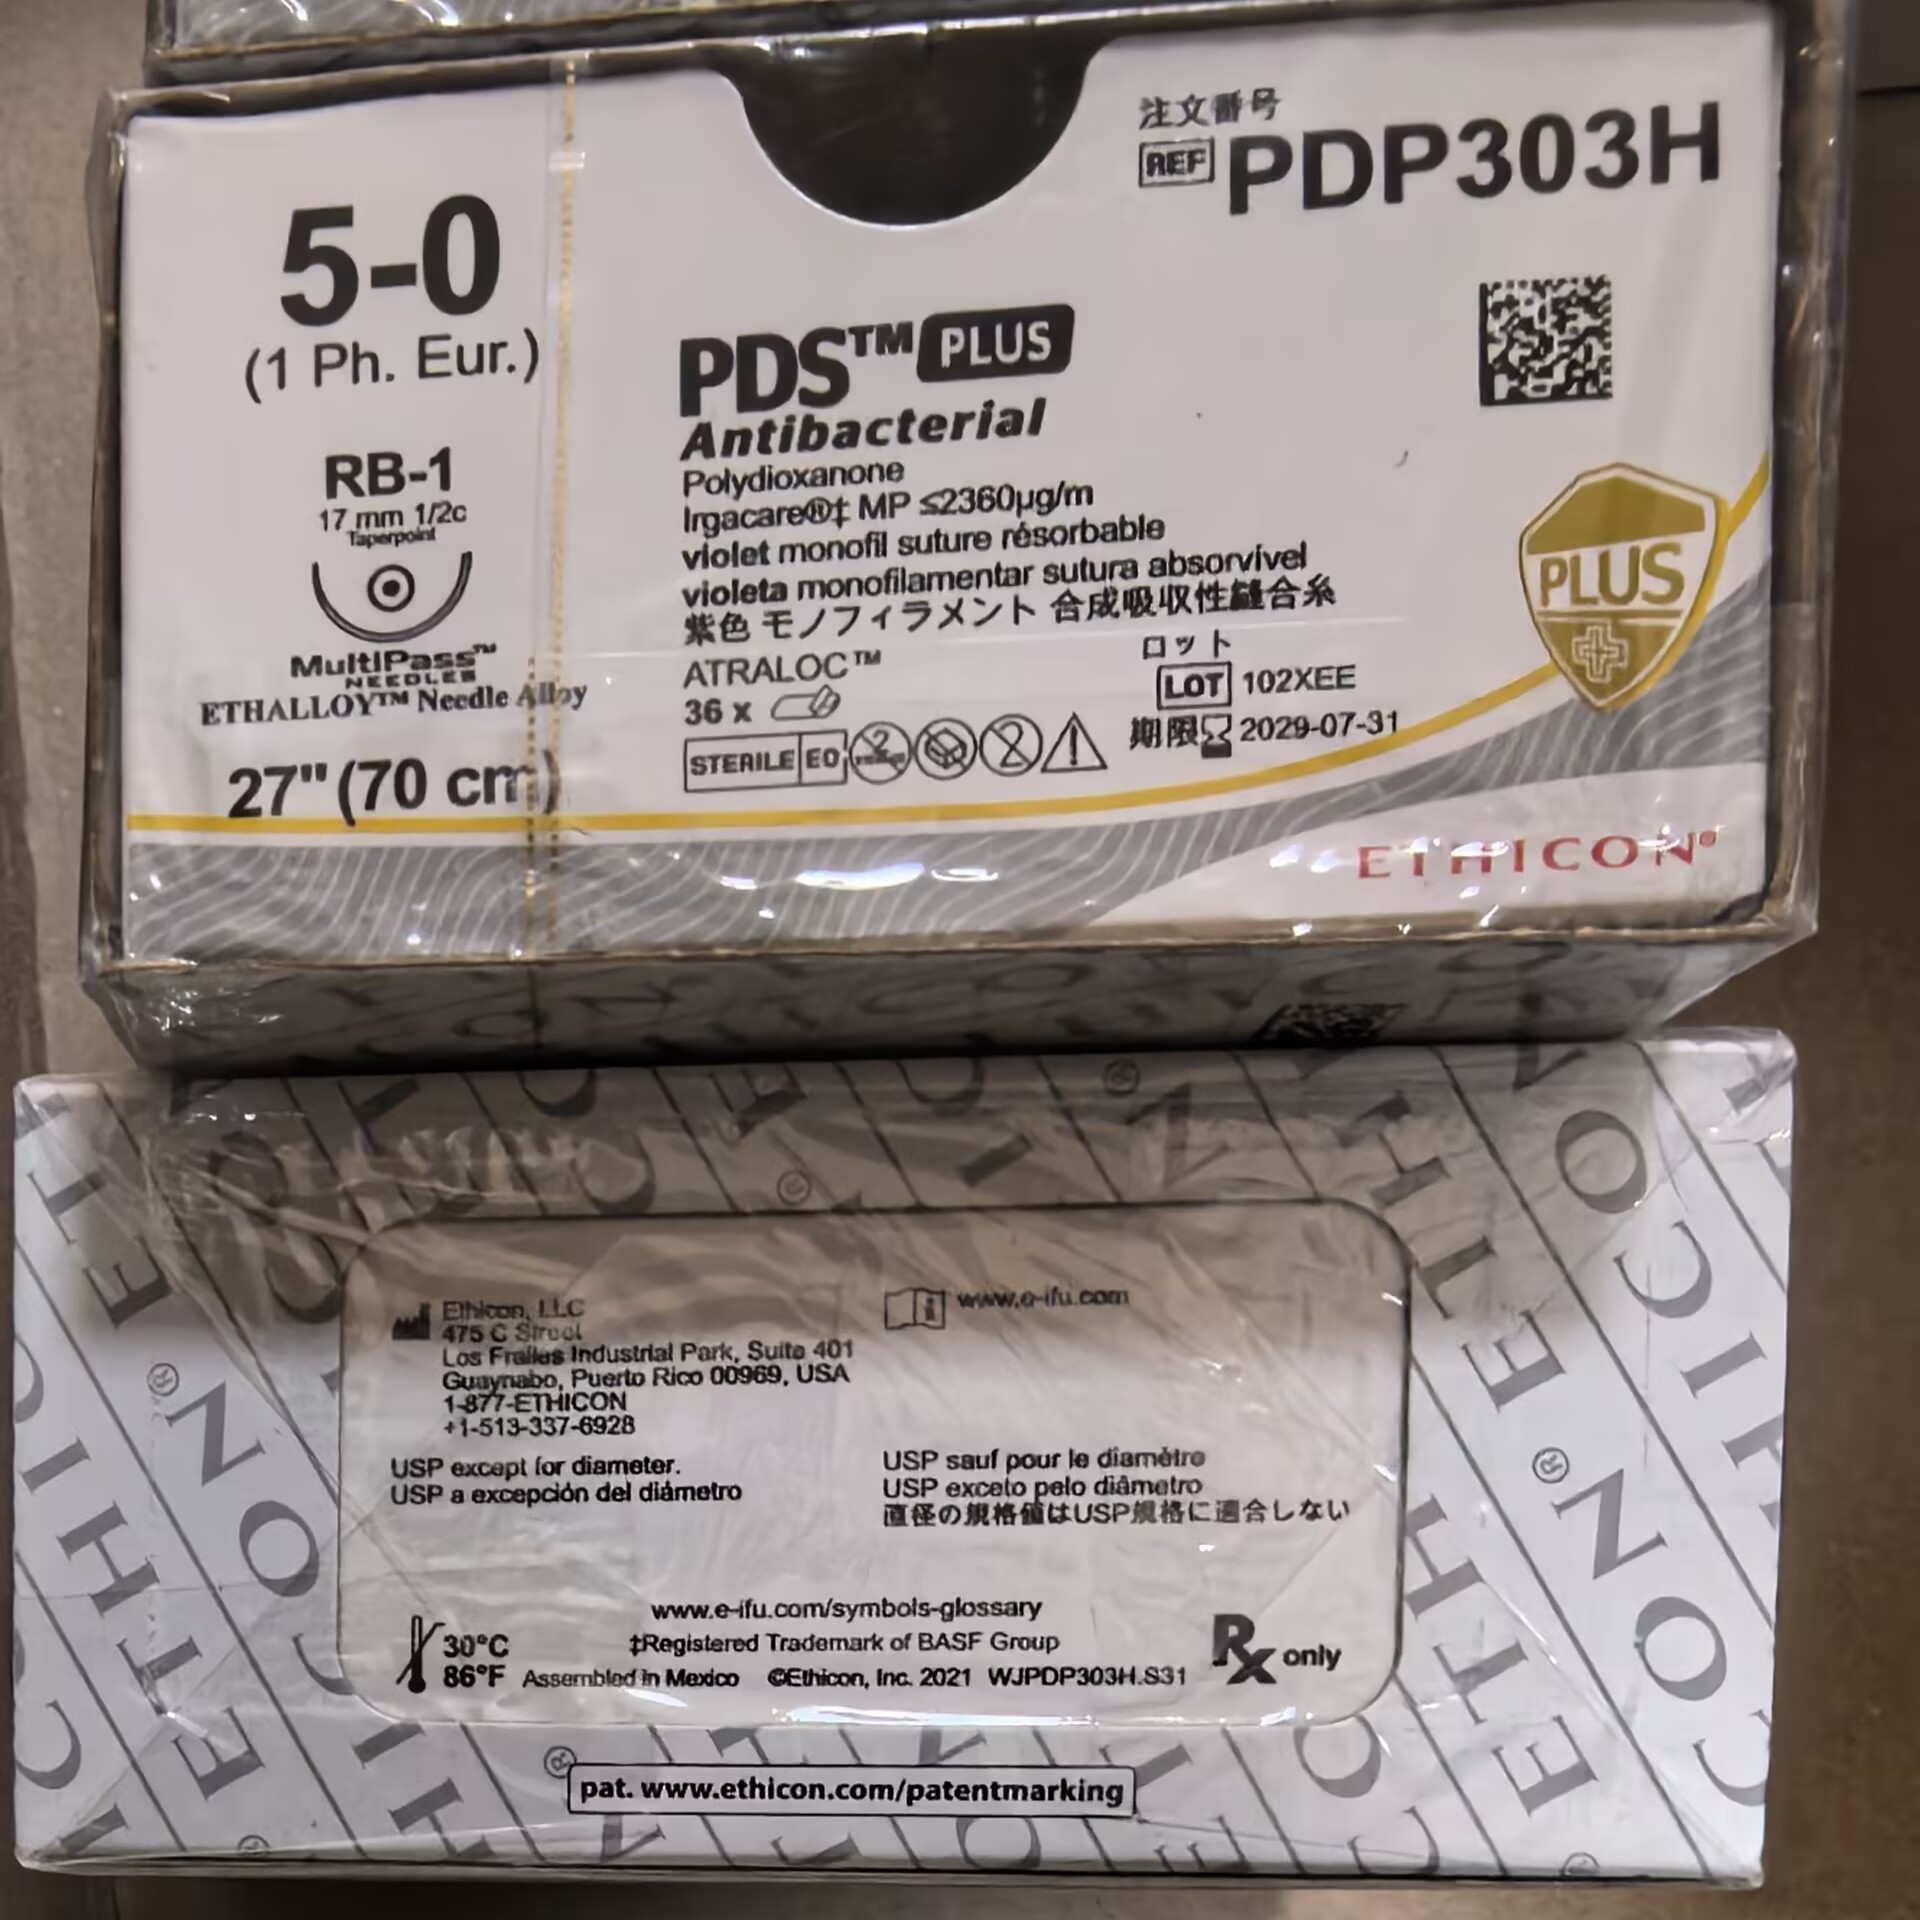 5-0
(1 Ph. Eur.)
RB-1
17 mm 1/2c
Taperpoint
MultiPass™
NEEDLES
ETHALLOY™ Needle Alloy
27" (70 cm)
注文番号
REF PDP303H
PDS™ PLUS
Antibacterial
Polydioxanone
Irgacare®‡ MP ≤2360µg/m
violet monofil suture résorbable
violeta monofilamentar sutura absorvível
紫色 モノフィラメント 合成吸収性縫合糸
ATRALOC™
36 x
STERILE EO
ロット
LOT 102XEE
期限 2029-07-31
PLUS
ETHICON®
Ethicon, LLC
475 C Street
Los Frailes Industrial Park, Suite 401
Guaynabo, Puerto Rico 00969, USA
1-877-ETHICON
+1-513-337-6928
www.e-ifu.com
USP except for diameter.
USP a excepción del diámetro
USP sauf pour le diamètre
USP exceto pelo diâmetro
直径の規格値はUSP規格に適合しない
www.e-ifu.com/symbols-glossary
30°C
86°F
‡Registered Trademark of BASF Group
Assembled in Mexico ©Ethicon, Inc. 2021 WJPDP303H.S31
Rx only
pat. www.ethicon.com/patentmarking